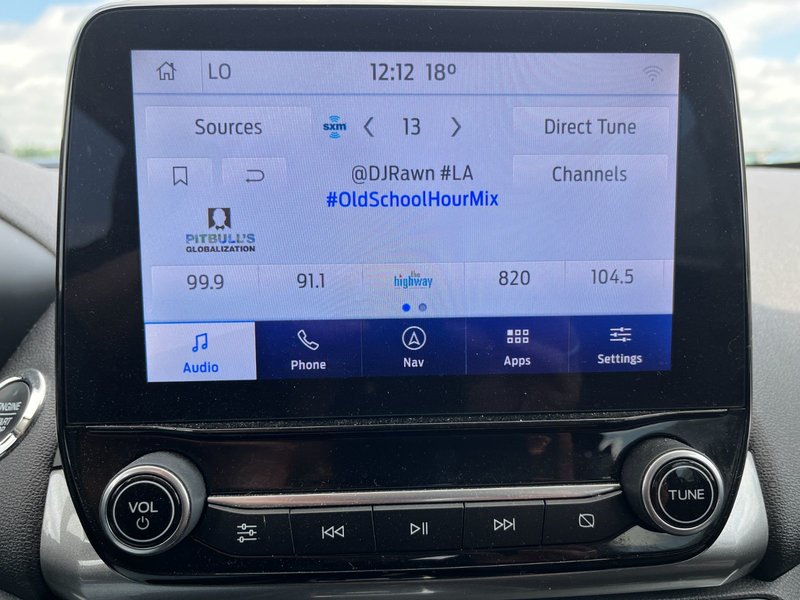 LO 12:12 18°
Sources sxm 13 Direct Tune
@DJRawn #LA Channels
#OldSchoolHourMix
PITBULL'S
GLOBALIZATION
99.9 91.1 the highway 820 104.5
Audio Phone Nav Apps Settings
ENGINE
VOL TUNE